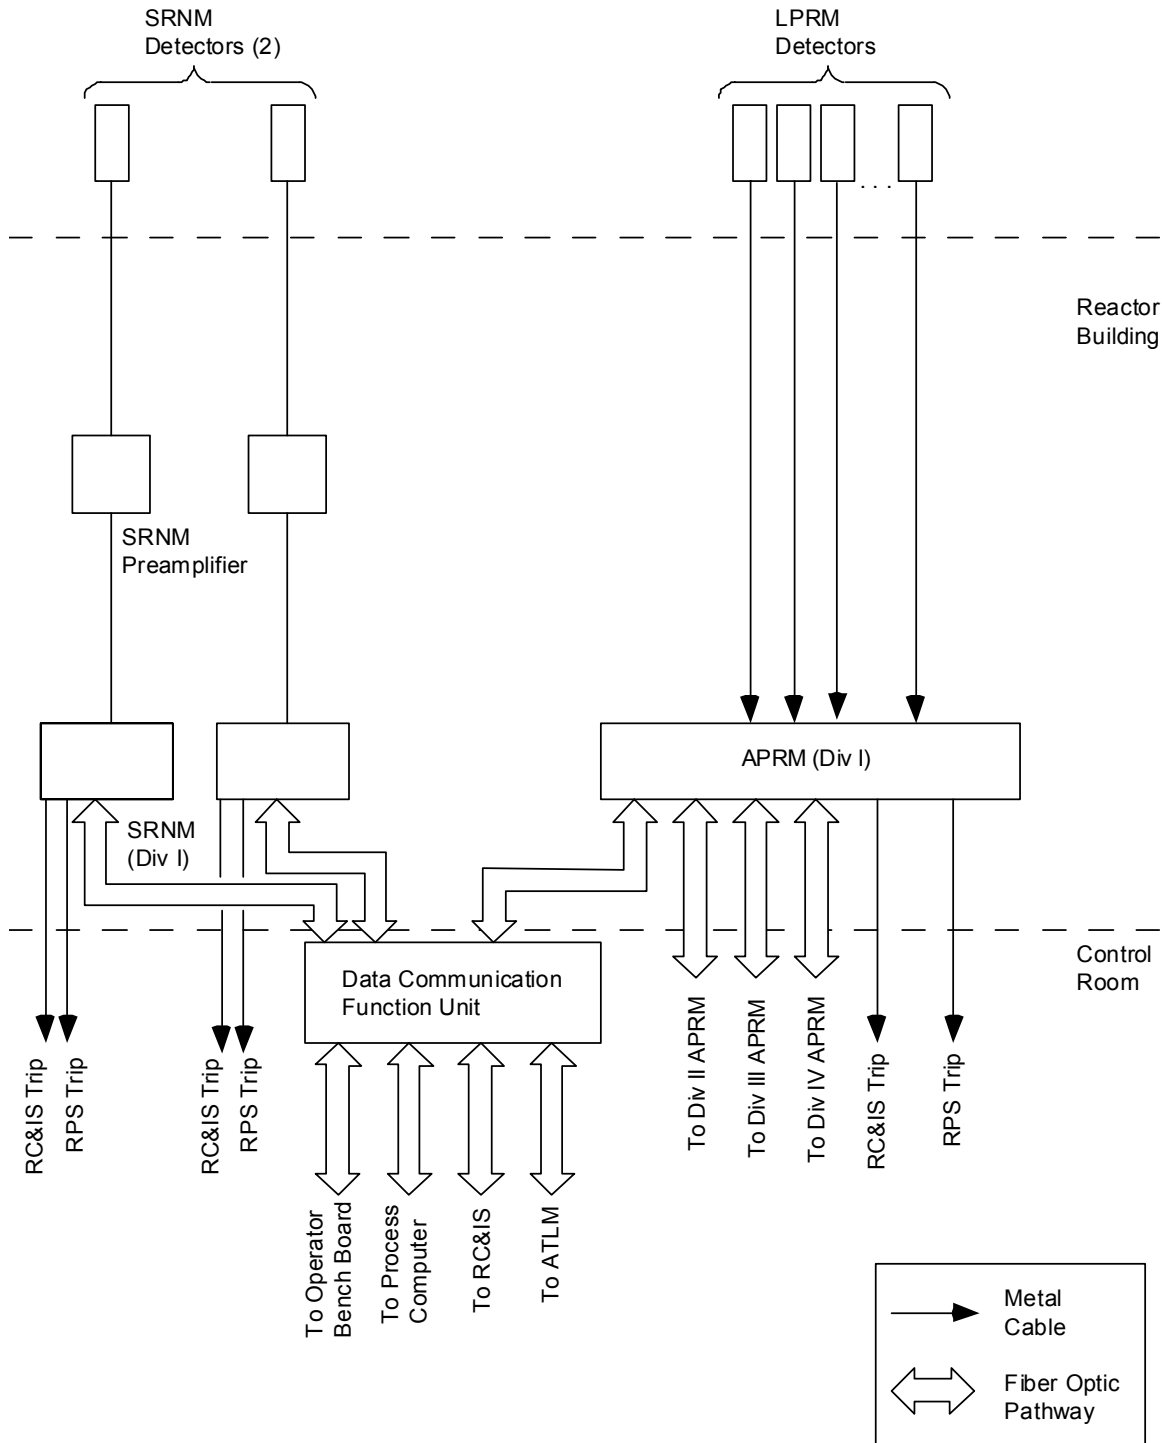 SRNM
Detectors (2)
LPRM
Detectors
. . .
Reactor
Building
SRNM
Preamplifier
APRM (Div I)
SRNM
(Div I)
Control
Room
Data Communication
Function Unit
RC&IS Trip
RPS Trip
RC&IS Trip
RPS Trip
To Div II APRM
To Div III APRM
To Div IV APRM
RC&IS Trip
RPS Trip
To Operator
Bench Board
To Process
Computer
To RC&IS
To ATLM
Metal
Cable
Fiber Optic
Pathway